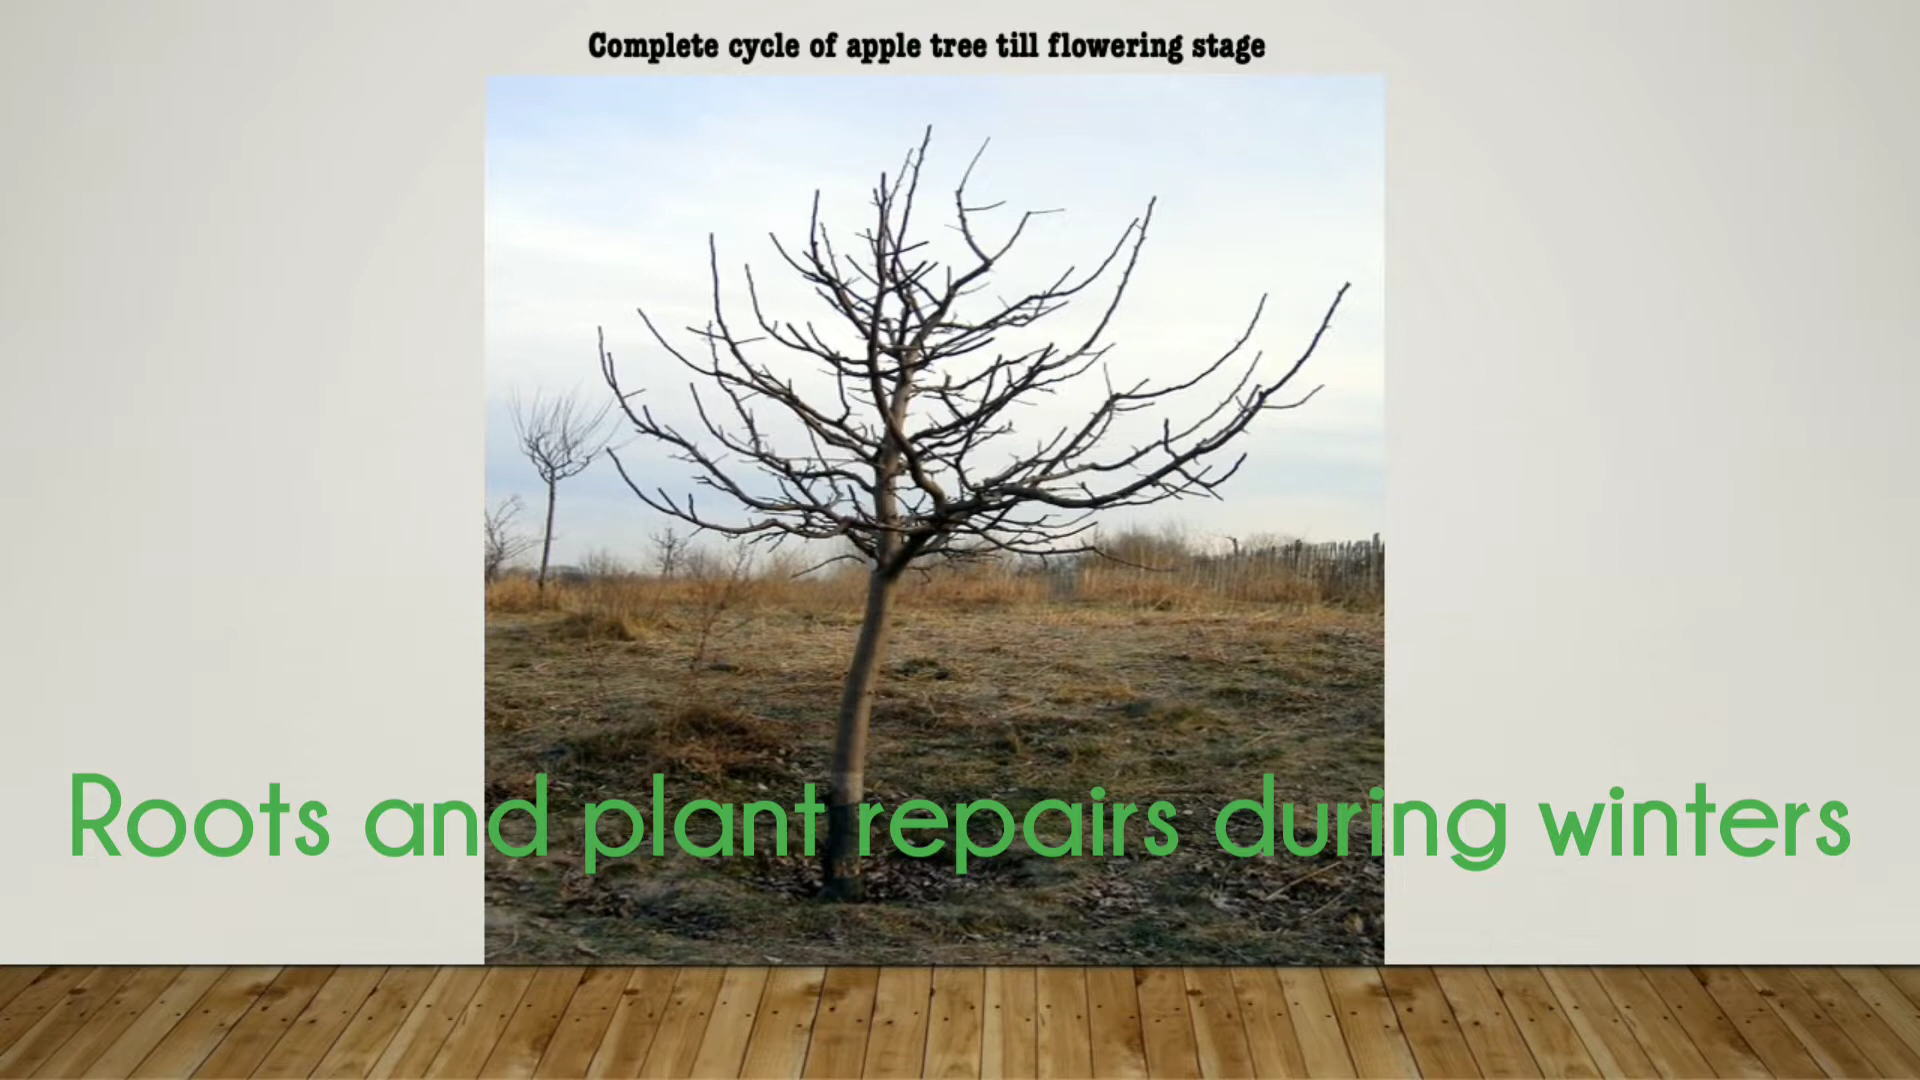 Complete cycle of apple tree till flowering stage
Roots and plant repairs during winters